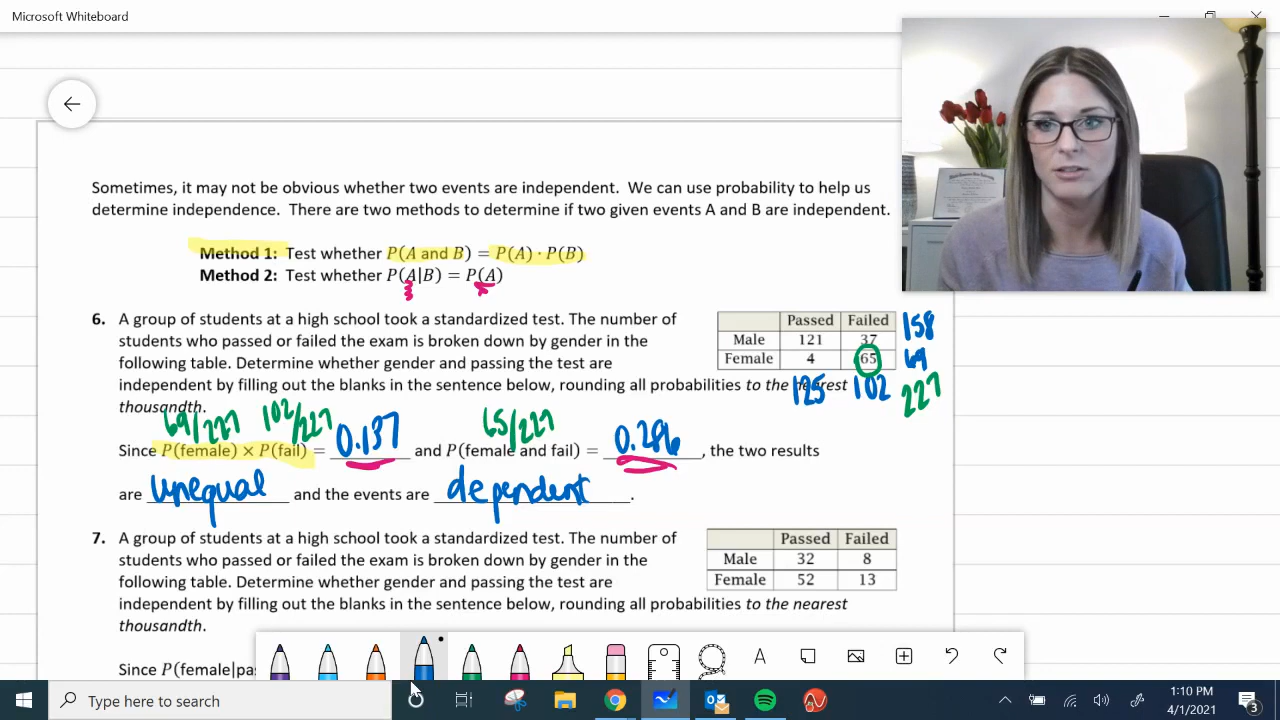 Microsoft Whiteboard
Sometimes, it may not be obvious whether two events are independent. We can use probability to help us
determine independence. There are two methods to determine if two given events A and B are independent.
Method 1: Test whether P(A and B) = P(A) · P(B)
Method 2: Test whether P(A|B) = P(A)
6. A group of students at a high school took a standardized test. The number of
students who passed or failed the exam is broken down by gender in the
following table. Determine whether gender and passing the test are
independent by filling out the blanks in the sentence below, rounding all probabilities to the nearest
thousandth.
Passed Failed
Male 121 37 158
Female 4 65 69
125 102 227
69/227 102/227 65/227
Since P(female) × P(fail) = 0.137 and P(female and fail) = 0.286, the two results
are unequal and the events are dependent.
7. A group of students at a high school took a standardized test. The number of
students who passed or failed the exam is broken down by gender in the
following table. Determine whether gender and passing the test are
independent by filling out the blanks in the sentence below, rounding all probabilities to the nearest
thousandth.
Passed Failed
Male 32 8
Female 52 13
Since P(female|pa
A
Type here to search
1:10 PM
4/1/2021
3